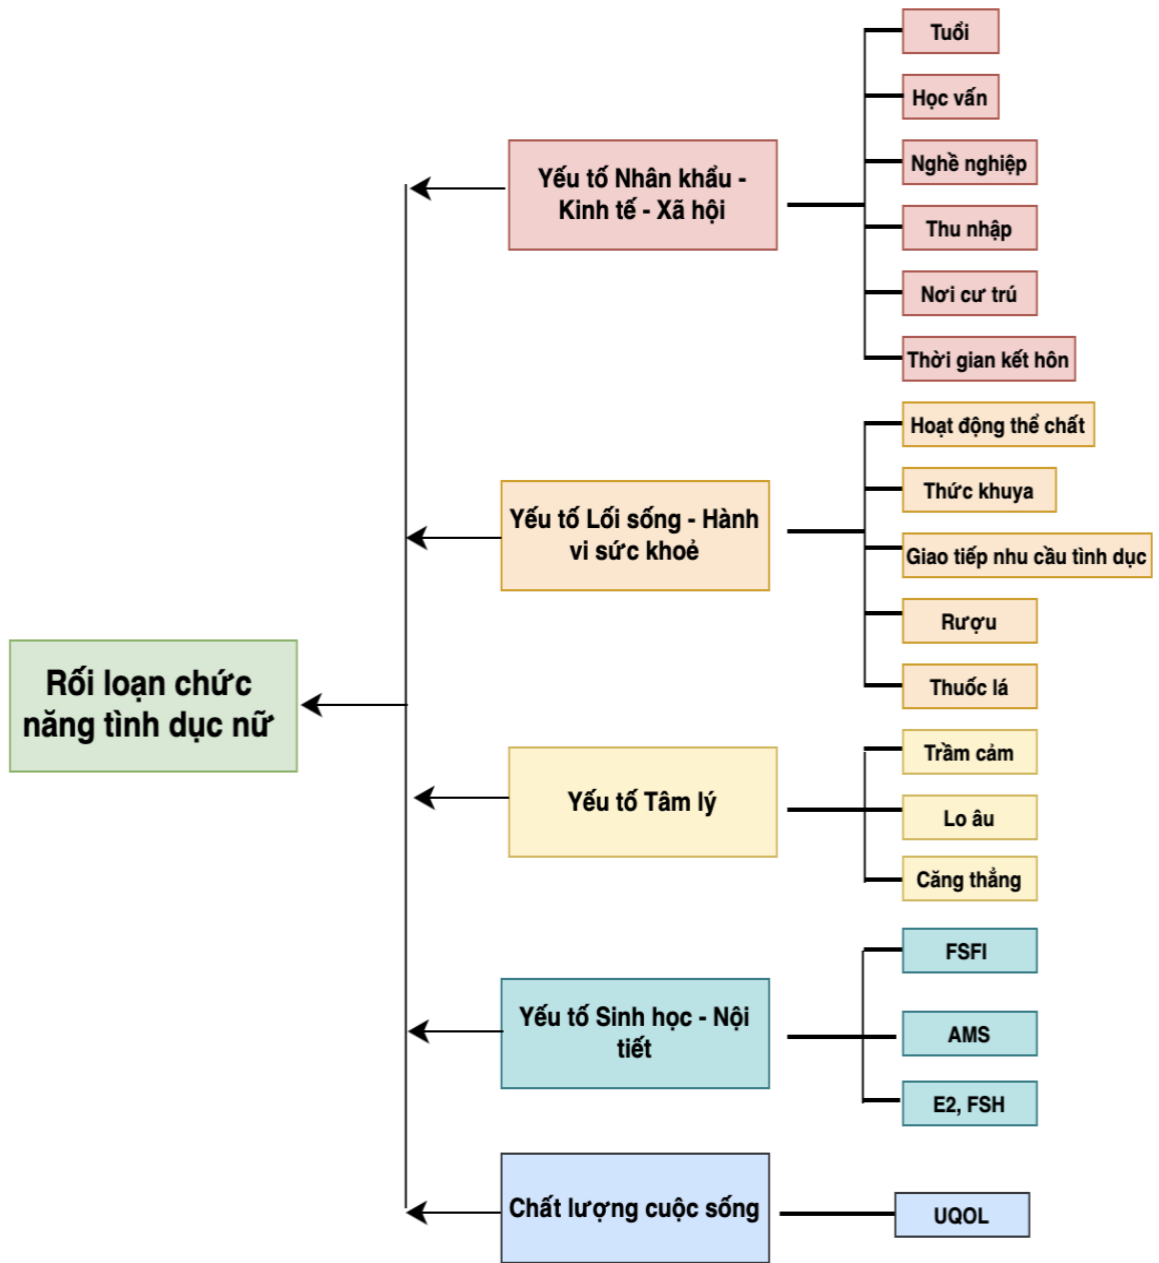 Tuổi
Học vấn
Yếu tố Nhân khẩu -
Kinh tế - Xã hội
Nghề nghiệp
Thu nhập
Nơi cư trú
Thời gian kết hôn
Hoạt động thể chất
Thức khuya
Yếu tố Lối sống - Hành
vi sức khoẻ
Giao tiếp nhu cầu tình dục
Rượu
Thuốc lá
Rối loạn chức
năng tình dục nữ
Trầm cảm
Yếu tố Tâm lý
Lo âu
Căng thẳng
FSFI
Yếu tố Sinh học - Nội
tiết
AMS
E2, FSH
Chất lượng cuộc sống
UQOL